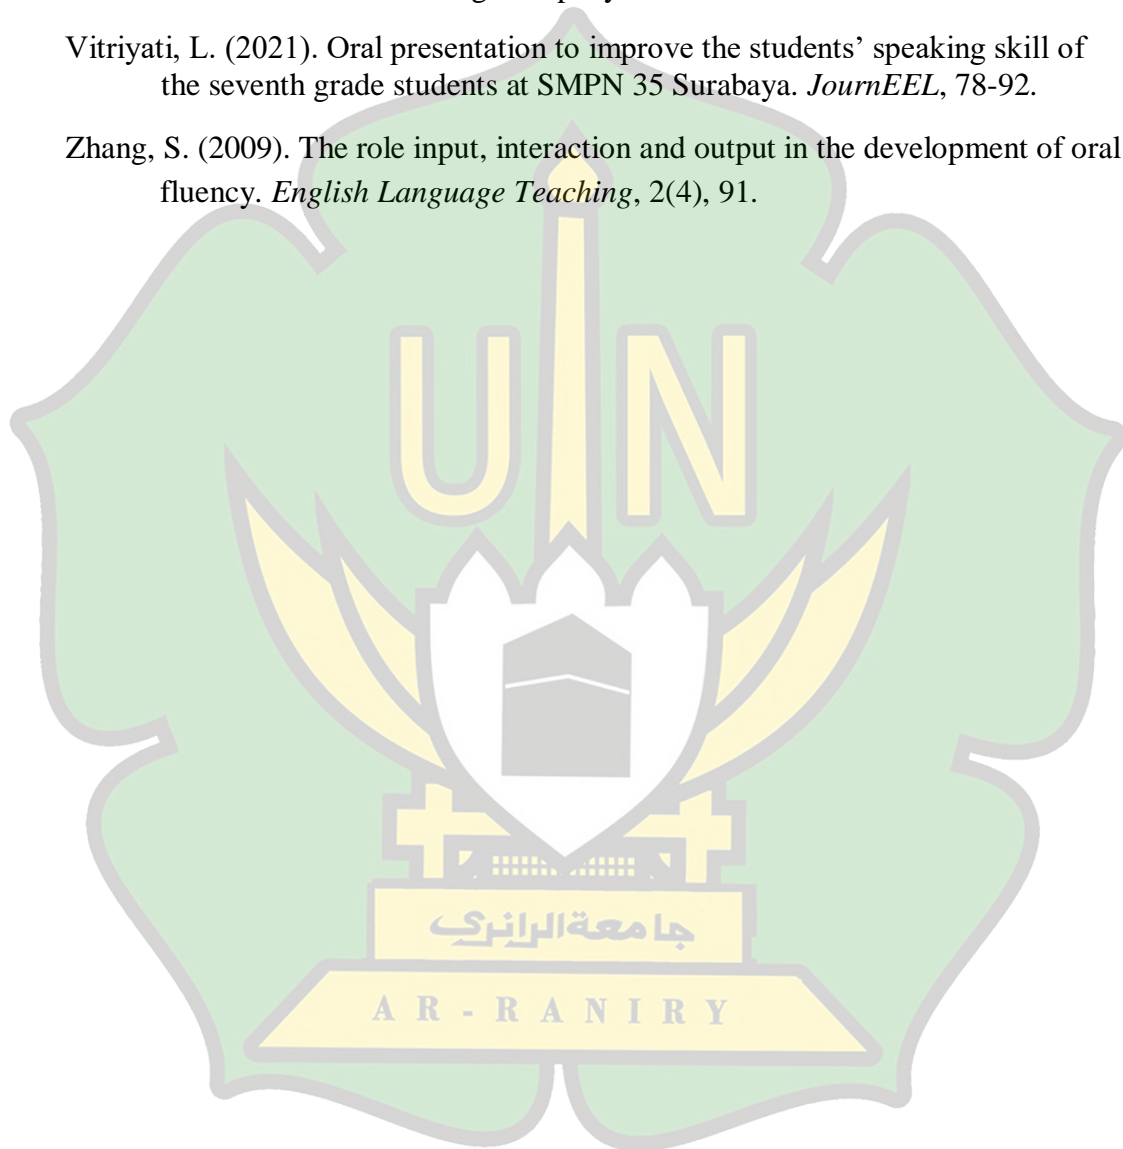 Vitriyati, L. (2021). Oral presentation to improve the students’ speaking skill of
the seventh grade students at SMPN 35 Surabaya. JournEEL, 78-92.
Zhang, S. (2009). The role input, interaction and output in the development of oral
fluency. English Language Teaching, 2(4), 91.
UIN
جامعة الرانري
AR-RANIRY